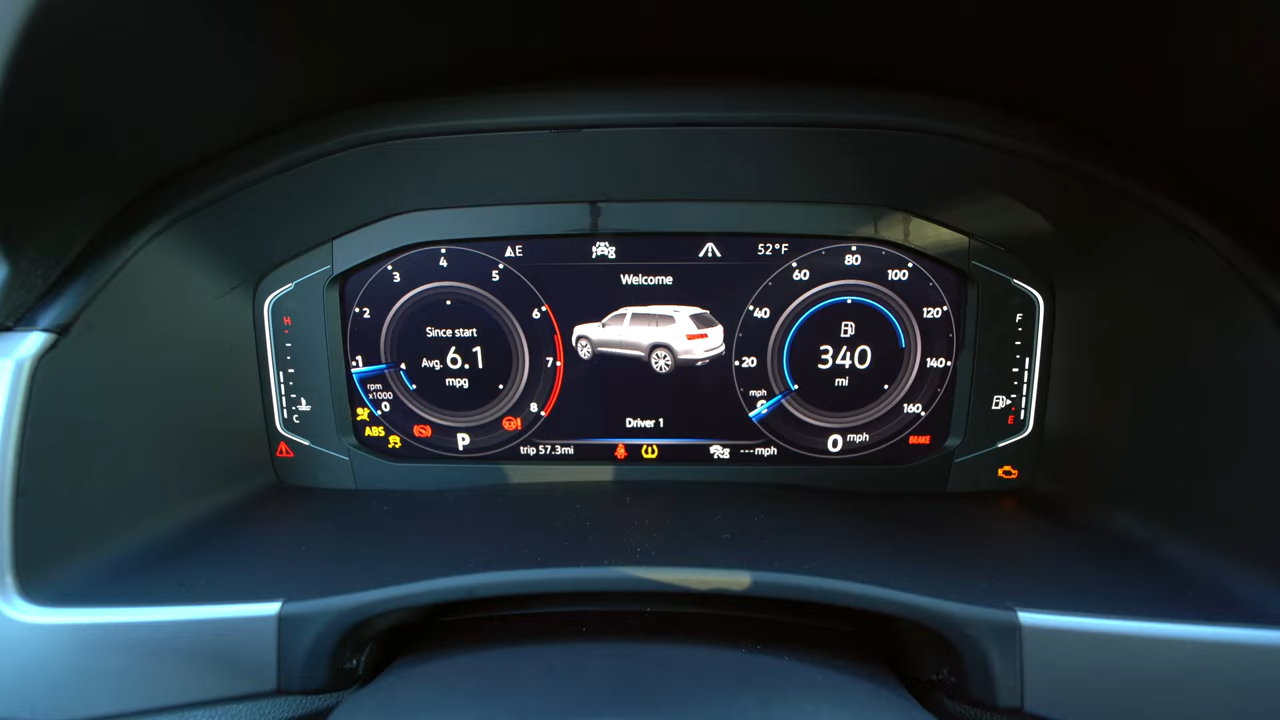 ΔE
52°F
Welcome
1
2
3
4
5
6
7
8
0
rpm
x1000
Since start
Avg. 6.1
mpg
20
40
60
80
100
120
140
160
mph
340
mi
H
C
F
E
ABS
P
Driver 1
0 mph
BRAKE
trip 57.3mi
---mph